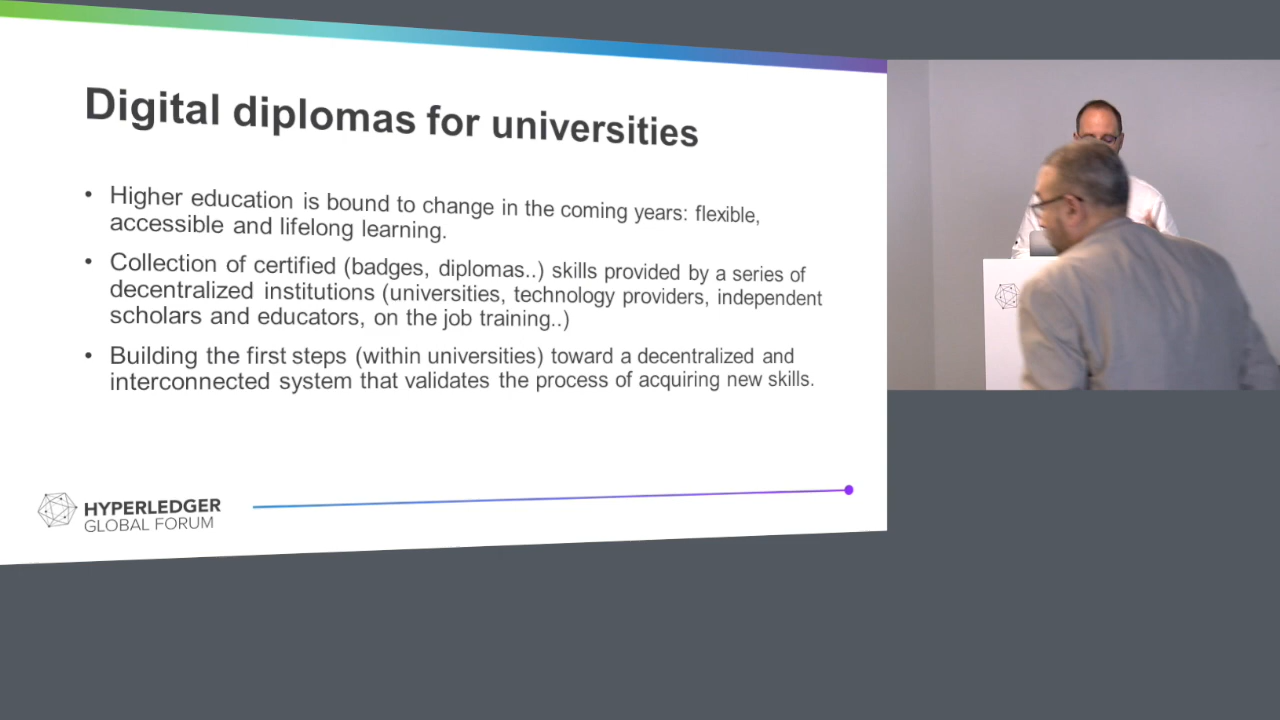 Digital diplomas for universities
• Higher education is bound to change in the coming years: flexible,
accessible and lifelong learning.
• Collection of certified (badges, diplomas..) skills provided by a series of
decentralized institutions (universities, technology providers, independent
scholars and educators, on the job training..)
• Building the first steps (within universities) toward a decentralized and
interconnected system that validates the process of acquiring new skills.
HYPERLEDGER
GLOBAL FORUM